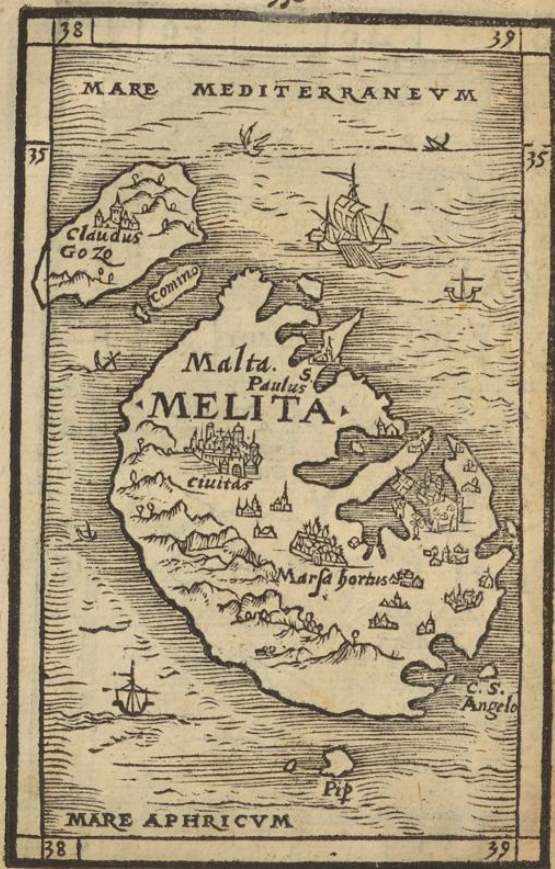 38 39
MARE MEDITERRANEVM
35 35
Claudus
Gozo
Comino
Malta.
S.
Paulus
MELITA
Ciuitas
Marsa hortus
C. S.
Angelo
Pip
MARE APHRICVM
38 39